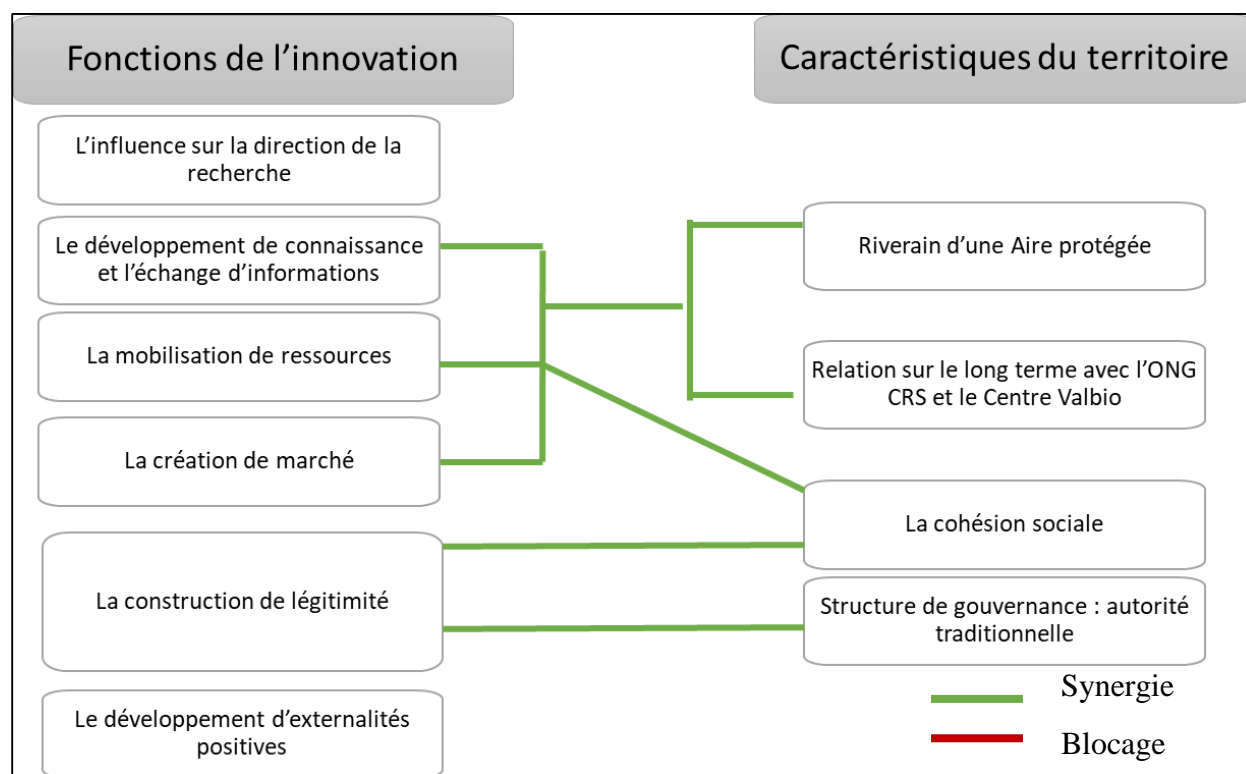 Fonctions de l’innovation
L’influence sur la direction de la
recherche
Le développement de connaissance
et l’échange d’informations
La mobilisation de ressources
La création de marché
La construction de légitimité
Le développement d’externalités
positives
Caractéristiques du territoire
Riverain d’une Aire protégée
Relation sur le long terme avec l’ONG
CRS et le Centre Valbio
La cohésion sociale
Structure de gouvernance : autorité
traditionnelle
Synergie
Blocage